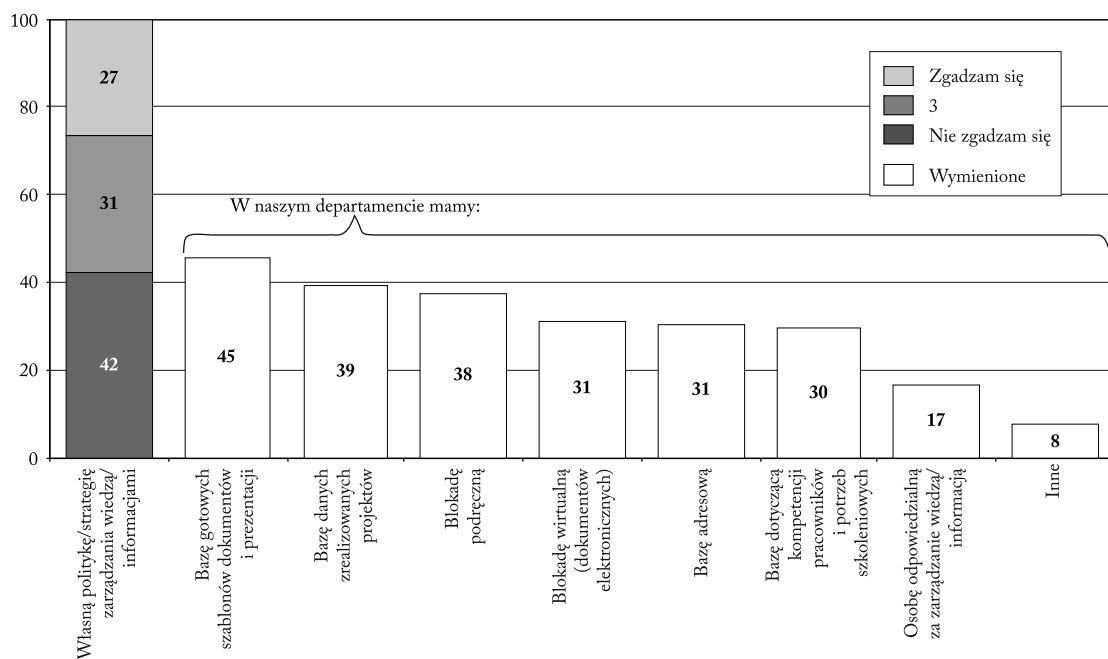 100
80
60
40
20
0
27
31
42
Zgadzam się
3
Nie zgadzam się
Wymienione
W naszym departamencie mamy:
45
39
38
31
31
30
17
8
Własną politykę/strategię
zarządzania wiedzą/
informacjami
Bazę gotowych
szablonów dokumentów
i prezentacji
Bazę danych
zrealizowanych
projektów
Blokadę
podręczną
Blokadę wirtualną
(dokumentów
elektronicznych)
Bazę adresową
Bazę dotyczącą
kompetencji
pracowników
i potrzeb
szkoleniowych
Osobę odpowiedzialną
za zarządzanie wiedzą/
informacją
Inne